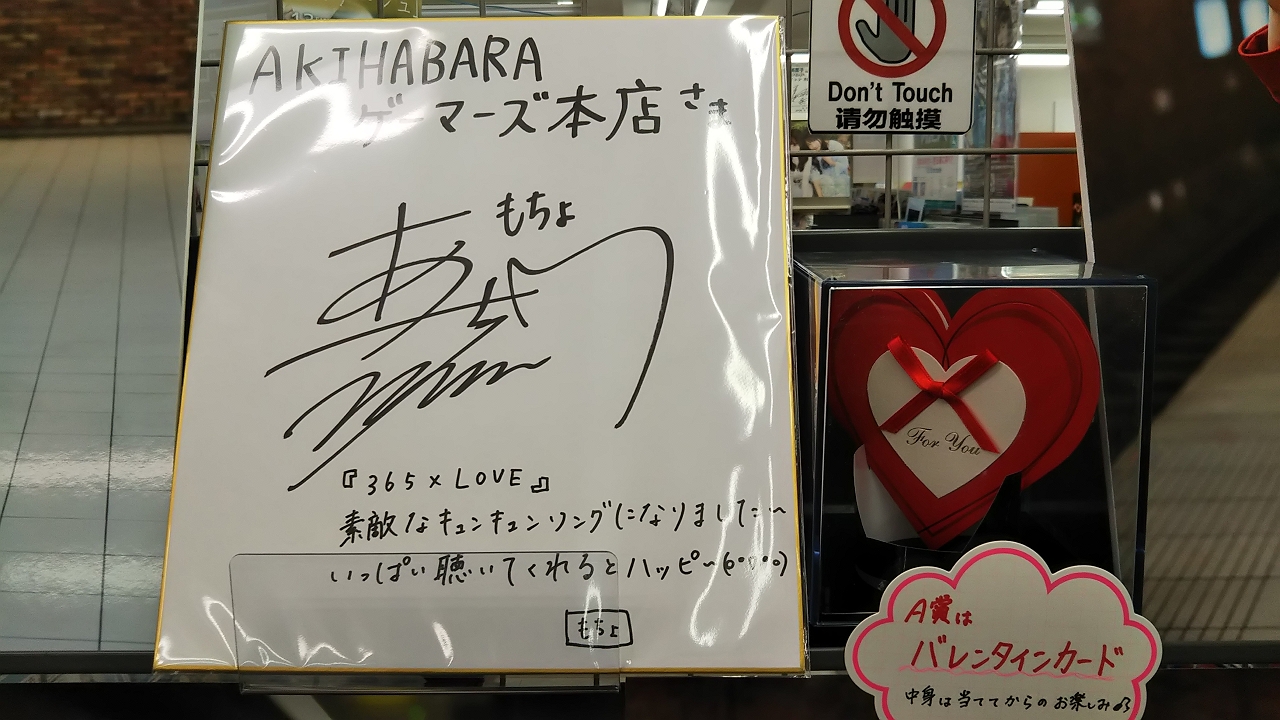 AKIHABARA
ゲーマーズ本店 さま
もちょ
『365×LOVE』
素敵なキュンキュンソングになりました〜
いっぱい聴いてくれるとハッピ〜
もちょ
Don't Touch
请勿触摸
For You
A賞は
バレンタインカード
中身は当ててからのお楽しみ♪